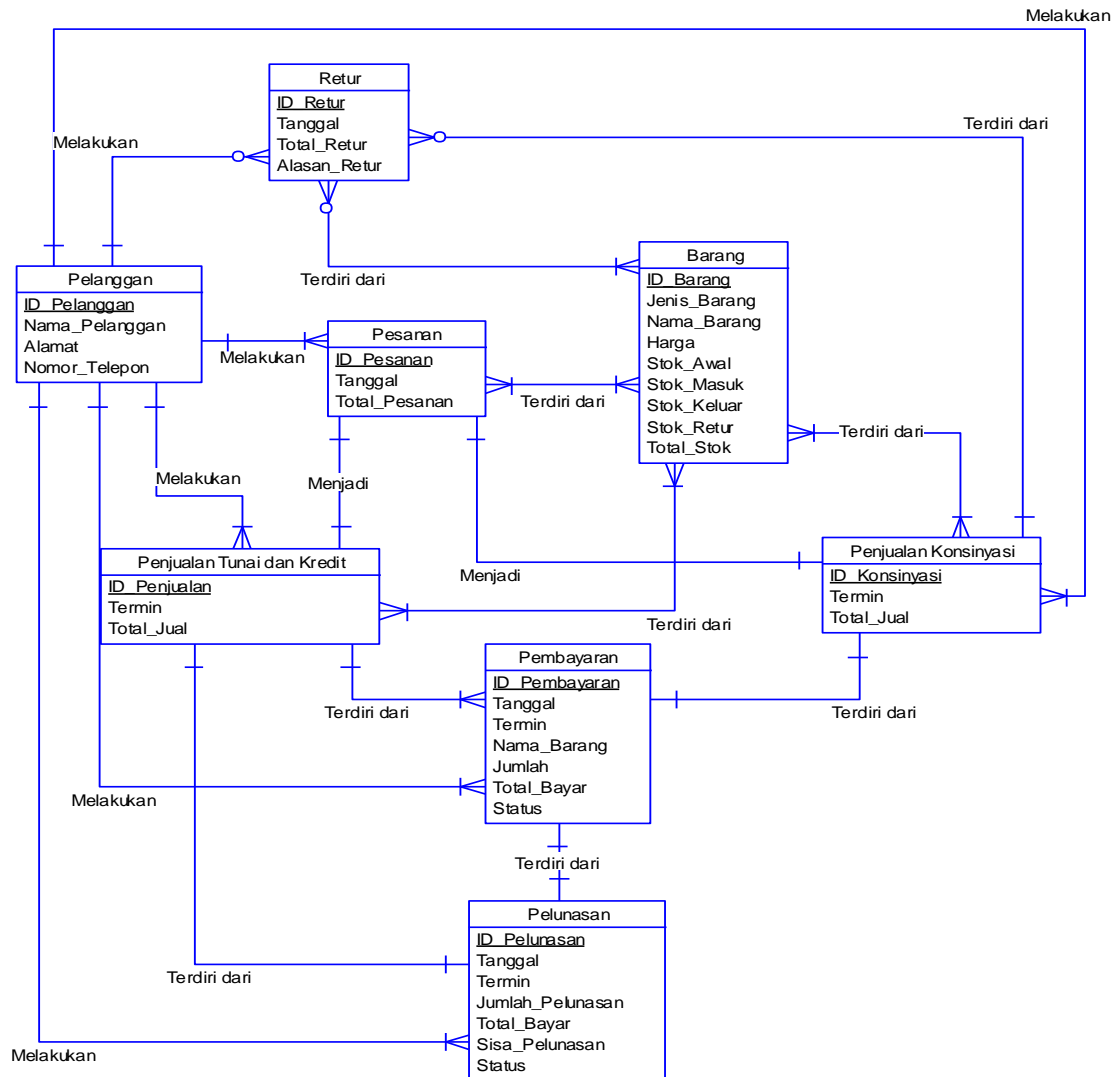 Melakukan
Retur
ID_Retur
Tanggal
Total_Retur
Alasan_Retur
Melakukan
Terdiri dari
Terdiri dari
Barang
ID_Barang
Jenis_Barang
Nama_Barang
Harga
Stok_Awal
Stok_Masuk
Stok_Keluar
Stok_Retur
Total_Stok
Pelanggan
ID_Pelanggan
Nama_Pelanggan
Alamat
Nomor_Telepon
Melakukan
Pesanan
ID_Pesanan
Tanggal
Total_Pesanan
Terdiri dari
Terdiri dari
Melakukan
Menjadi
Menjadi
Penjualan Tunai dan Kredit
ID_Penjualan
Termin
Total_Jual
Penjualan Konsinyasi
ID_Konsinyasi
Termin
Total_Jual
Terdiri dari
Pembayaran
ID_Pembayaran
Tanggal
Termin
Nama_Barang
Jumlah
Total_Bayar
Status
Terdiri dari
Terdiri dari
Melakukan
Terdiri dari
Pelunasan
ID_Pelunasan
Tanggal
Termin
Jumlah_Pelunasan
Total_Bayar
Sisa_Pelunasan
Status
Terdiri dari
Melakukan